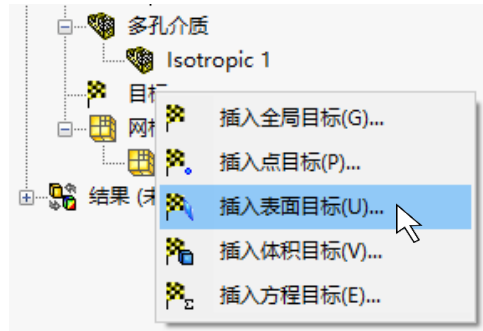 多孔介质
Isotropic 1
目标
插入全局目标(G)...
网格
插入点目标(P)...
结果 (未
插入表面目标(U)...
插入体积目标(V)...
插入方程目标(E)...